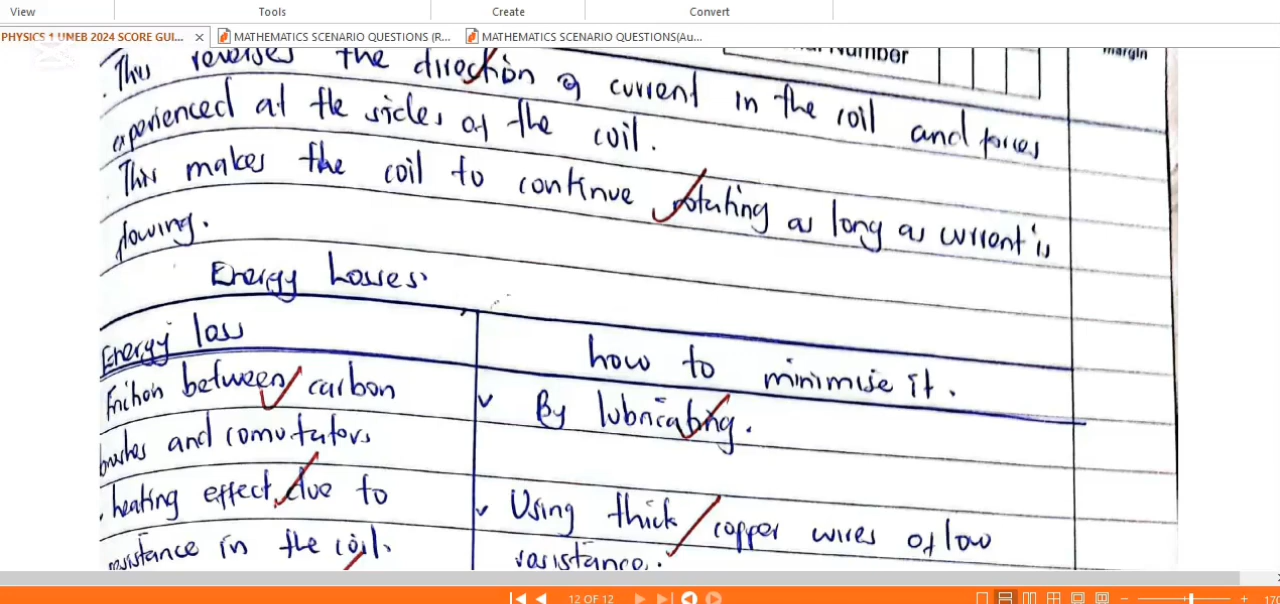 View Tools Create Convert
PHYSICS 1 UNEB 2024 SCORE GUI... MATHEMATICS SCENARIO QUESTIONS (R... MATHEMATICS SCENARIO QUESTIONS(Au...
Number
margin
. This reverses the direction of current in the coil and forces
experienced at the sides of the coil.
. This makes the coil to continue rotating as long as current is
flowing.
Energy Losses.
Energy loss
how to minimise it.
Friction between carbon
brushes and comutators
By lubricating.
. heating effect due to
resistance in the coil.
Using thick copper wires of low
resistance.
12 OF 12